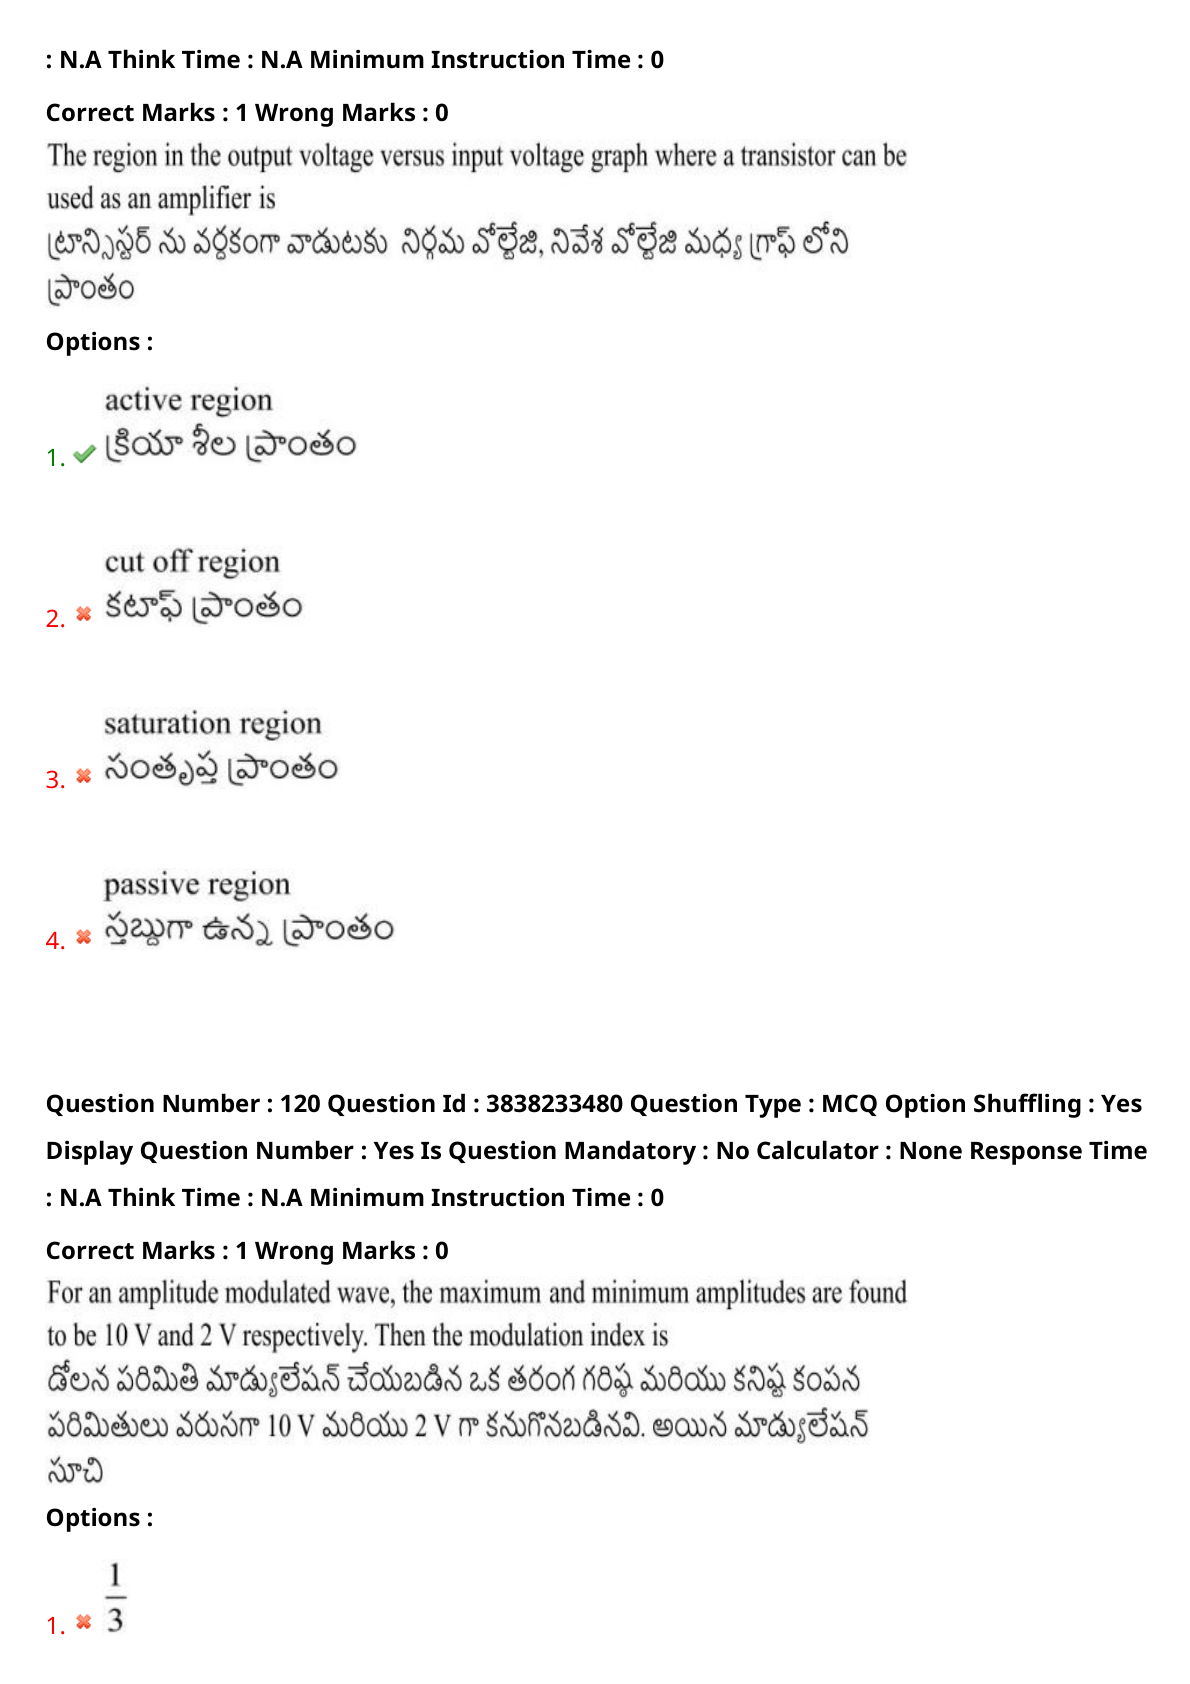 : N.A Think Time : N.A Minimum Instruction Time : 0
Correct Marks : 1 Wrong Marks : 0
The region in the output voltage versus input voltage graph where a transistor can be
used as an amplifier is
ట్రాన్సిస్టర్ ను వర్ధకంగా వాడుటకు నిర్గమ వోల్టేజి, నివేశ వోల్టేజి మధ్య గ్రాఫ్ లోని
ప్రాంతం
Options :
active region
1. క్రియా శీల ప్రాంతం
cut off region
2. కటాఫ్ ప్రాంతం
saturation region
3. సంతృప్త ప్రాంతం
passive region
4. స్తబ్దుగా ఉన్న ప్రాంతం
Question Number : 120 Question Id : 3838233480 Question Type : MCQ Option Shuffling : Yes
Display Question Number : Yes Is Question Mandatory : No Calculator : None Response Time
: N.A Think Time : N.A Minimum Instruction Time : 0
Correct Marks : 1 Wrong Marks : 0
For an amplitude modulated wave, the maximum and minimum amplitudes are found
to be 10 V and 2 V respectively. Then the modulation index is
డోలన పరిమితి మాడ్యులేషన్ చేయబడిన ఒక తరంగ గరిష్ఠ మరియు కనిష్ట కంపన
పరిమితులు వరుసగా 10 V మరియు 2 V గా కనుగొనబడినవి. అయిన మాడ్యులేషన్
సూచి
Options :
1. 1/3